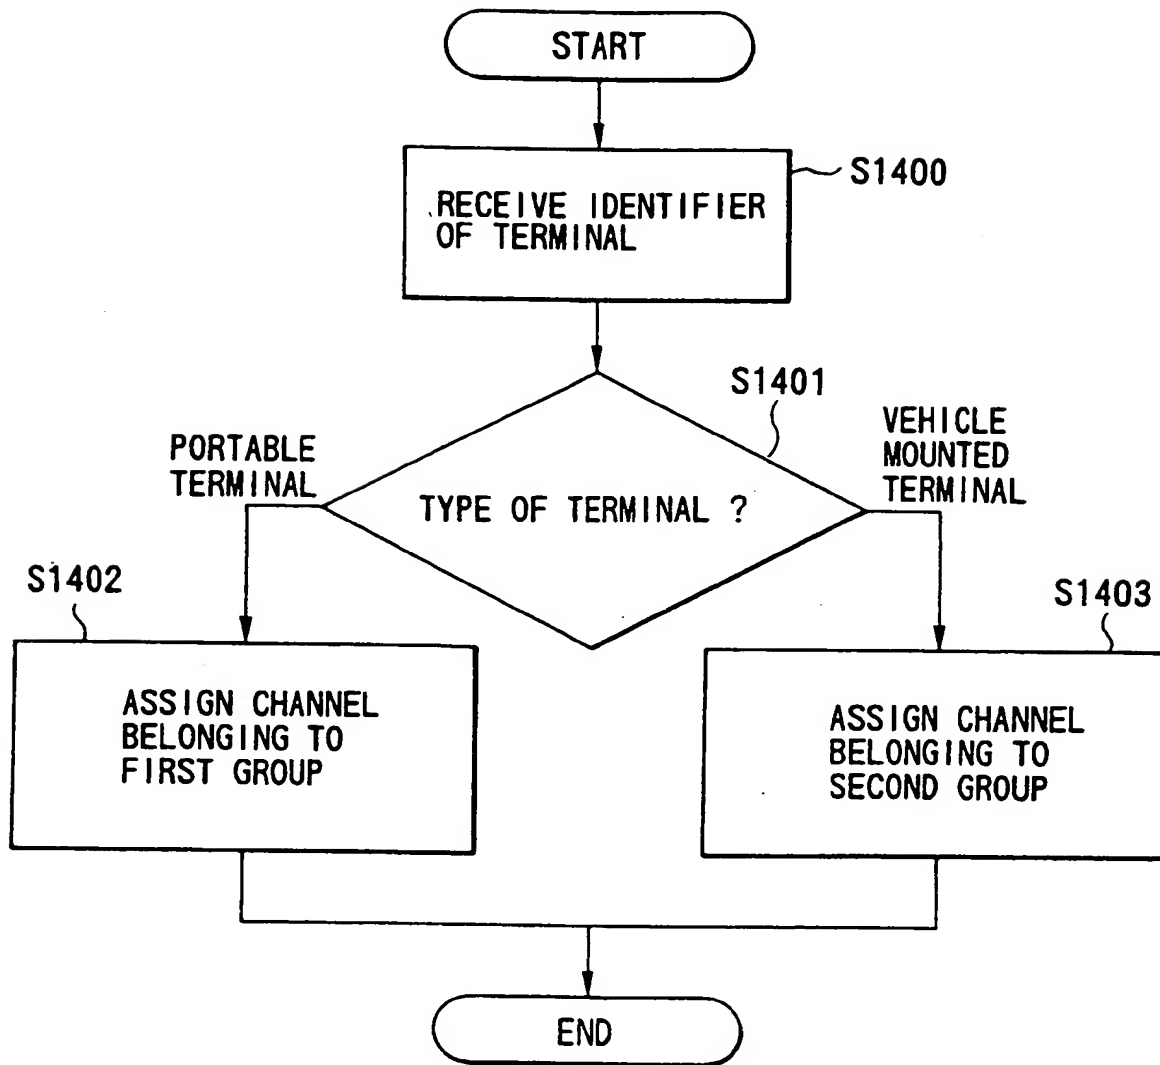 START
S1400
RECEIVE IDENTIFIER
OF TERMINAL
S1401
PORTABLE
TERMINAL
VEHICLE
MOUNTED
TERMINAL
TYPE OF TERMINAL ?
S1402
S1403
ASSIGN CHANNEL
BELONGING TO
FIRST GROUP
ASSIGN CHANNEL
BELONGING TO
SECOND GROUP
END